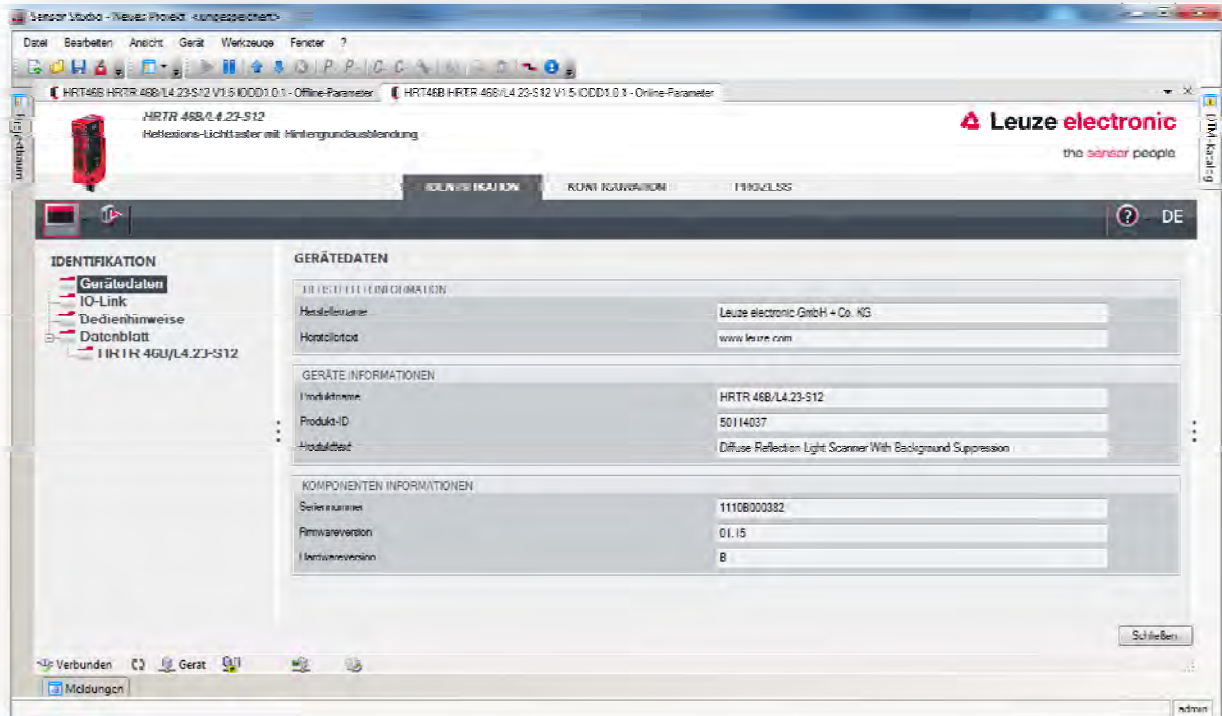 Sensor Studio - Neues Projekt <ungespeichert>
Datei Bearbeiten Ansicht Gerät Werkzeuge Fenster ?
HRT46B HRTR 46B/L4.23-S12 V1.5 IODD1.0.1 - Offline-Parameter HRT46B HRTR 46B/L4.23-S12 V1.5 IODD1.0.1 - Online-Parameter
Projektbaum
DTM-Katalog
HRTR 46B/L4.23-S12
Reflexions-Lichttaster mit Hintergrundausblendung
Leuze electronic
the sensor people
IDENTIFIKATION KONFIGURATION PROZESS
? DE
IDENTIFIKATION
Gerätedaten
IO-Link
Bedienhinweise
Datenblatt
HRTR 46B/L4.23-S12
GERÄTEDATEN
HERSTELLERINFORMATION
Herstellername Leuze electronic GmbH + Co. KG
Herstellertext www.leuze.com
GERÄTE INFORMATIONEN
Produktname HRTR 46B/L4.23-S12
Produkt-ID 50114037
Produkttext Diffuse Reflection Light Scanner With Background Suppression
KOMPONENTEN INFORMATIONEN
Seriennummer 1110B000382
Firmwareversion 01.15
Hardwareversion B
Schließen
Verbunden Gerät
Meldungen
admin